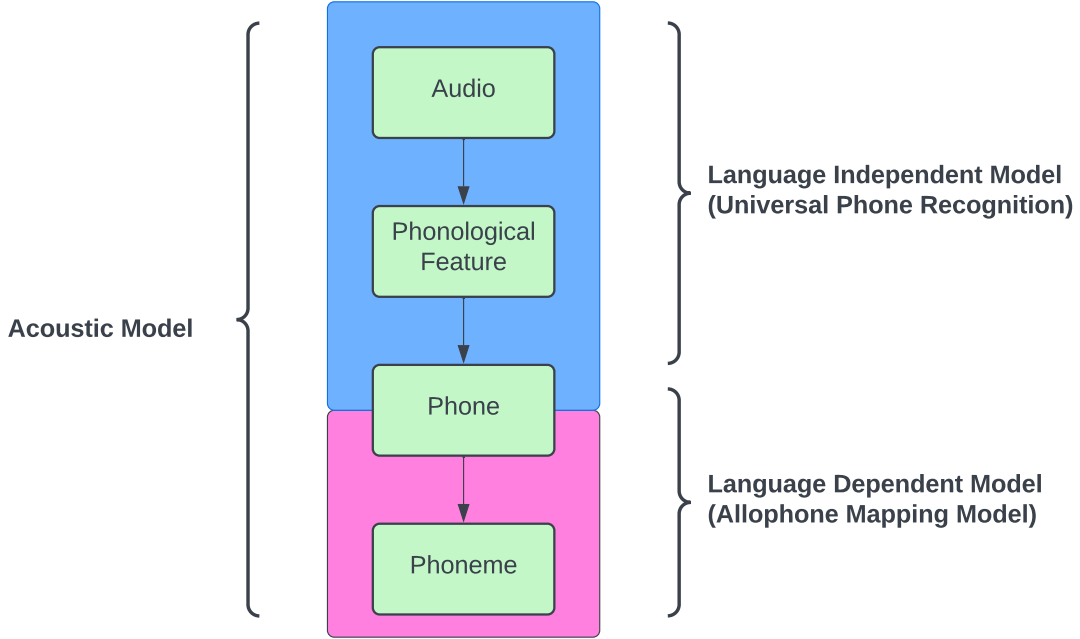 Audio
Phonological
Feature
Phone
Phoneme
Acoustic Model
Language Independent Model
(Universal Phone Recognition)
Language Dependent Model
(Allophone Mapping Model)